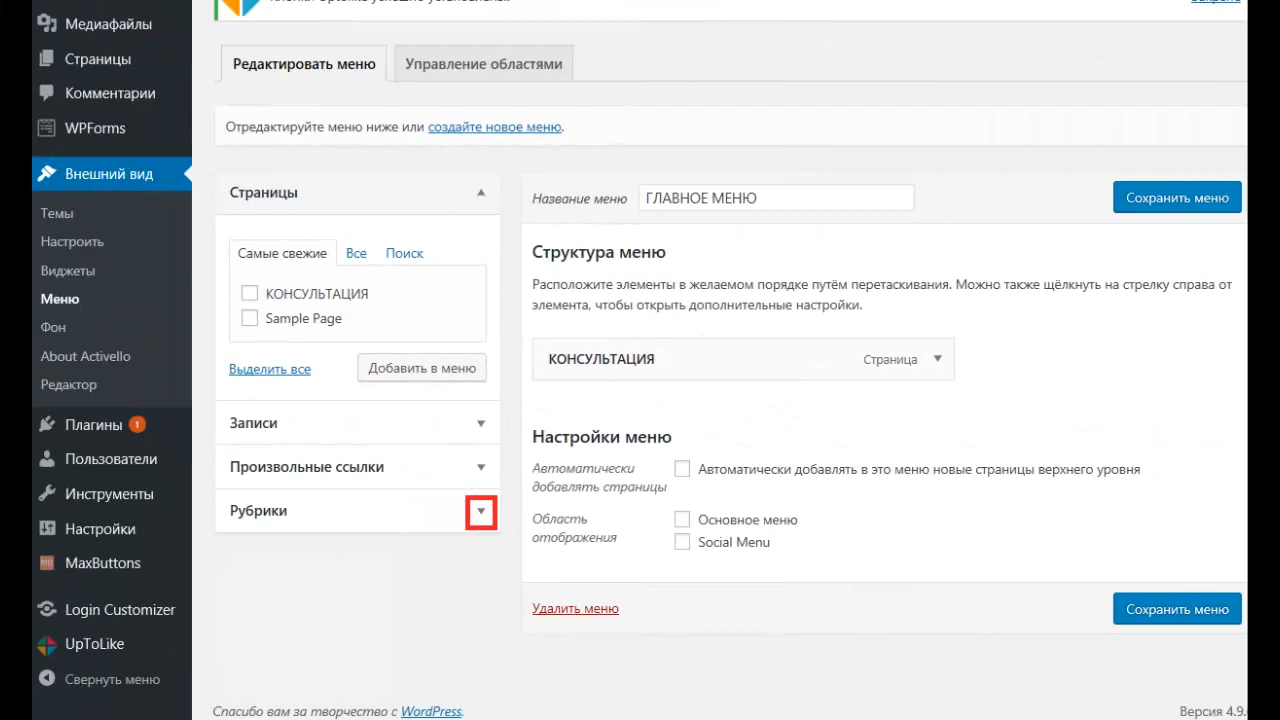 Медиафайлы
Страницы
Комментарии
WPForms
Внешний вид
Темы
Настроить
Виджеты
Меню
Фон
About Activello
Редактор
Плагины 1
Пользователи
Инструменты
Настройки
MaxButtons
Login Customizer
UpToLike
Свернуть меню
Редактировать меню
Управление областями
Отредактируйте меню ниже или создайте новое меню.
Страницы
Самые свежие Все Поиск
КОНСУЛЬТАЦИЯ
Sample Page
Выделить все Добавить в меню
Записи
Произвольные ссылки
Рубрики
Название меню ГЛАВНОЕ МЕНЮ Сохранить меню
Структура меню
Расположите элементы в желаемом порядке путём перетаскивания. Можно также щёлкнуть на стрелку справа от
элемента, чтобы открыть дополнительные настройки.
КОНСУЛЬТАЦИЯ Страница
Настройки меню
Автоматически
добавлять страницы
Автоматически добавлять в это меню новые страницы верхнего уровня
Область
отображения
Основное меню
Social Menu
Удалить меню Сохранить меню
Спасибо вам за творчество с WordPress.
Версия 4.9.